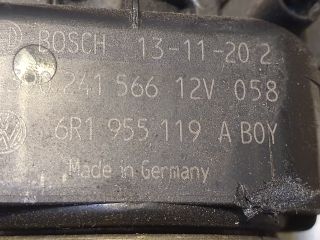 BOSCH 13-11-20 2
241 566 12V 058
6R1 955 119 A BOY
Made in Germany